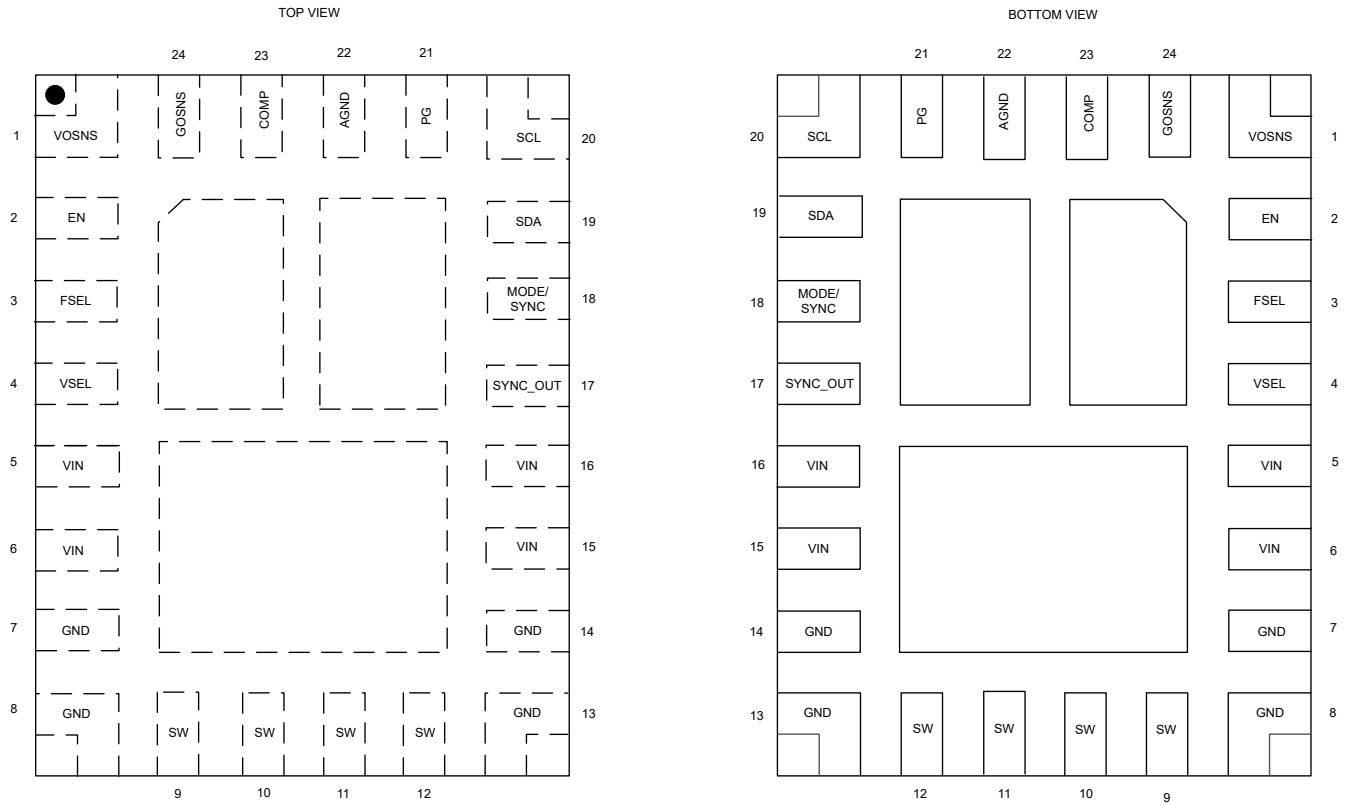 TOP VIEW
24
23
22
21
GOSNS
COMP
AGND
PG
1
VOSNS
SCL
20
2
EN
SDA
19
3
FSEL
MODE/
SYNC
18
4
VSEL
SYNC_OUT
17
5
VIN
VIN
16
6
VIN
VIN
15
7
GND
GND
14
8
GND
GND
13
SW
SW
SW
SW
9
10
11
12
BOTTOM VIEW
21
22
23
24
PG
AGND
COMP
GOSNS
20
SCL
VOSNS
1
19
SDA
EN
2
18
MODE/
SYNC
FSEL
3
17
SYNC_OUT
VSEL
4
16
VIN
VIN
5
15
VIN
VIN
6
14
GND
GND
7
13
GND
GND
8
SW
SW
SW
SW
12
11
10
9